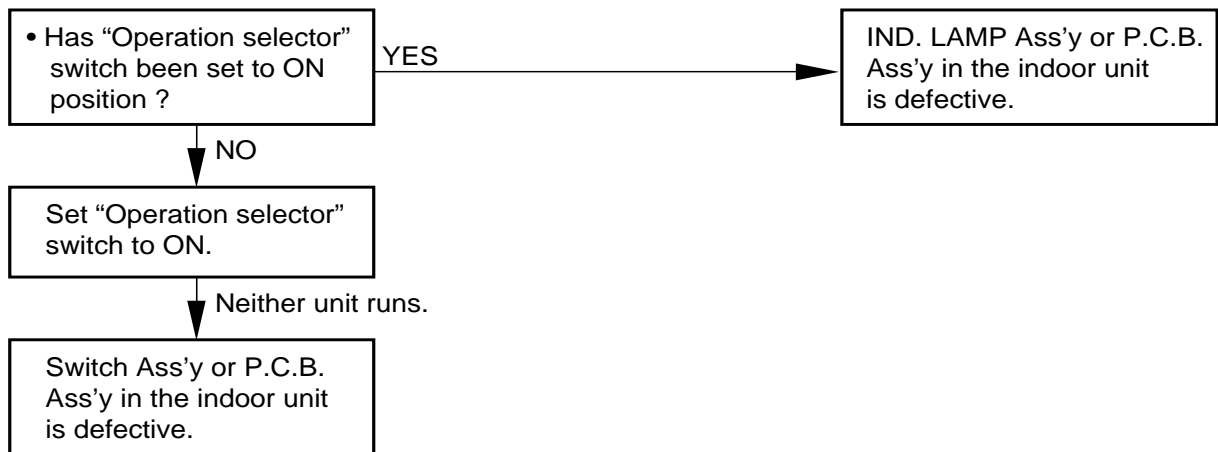 • Has “Operation selector”
switch been set to ON
position ?
YES
IND. LAMP Ass’y or P.C.B.
Ass’y in the indoor unit
is defective.
NO
Set “Operation selector”
switch to ON.
Neither unit runs.
Switch Ass’y or P.C.B.
Ass’y in the indoor unit
is defective.